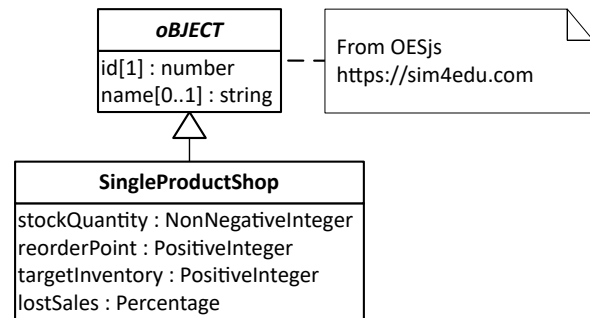 oBJECT
id[1] : number
name[0..1] : string
From OESjs
https://sim4edu.com
SingleProductShop
stockQuantity : NonNegativeInteger
reorderPoint : PositiveInteger
targetInventory : PositiveInteger
lostSales : Percentage